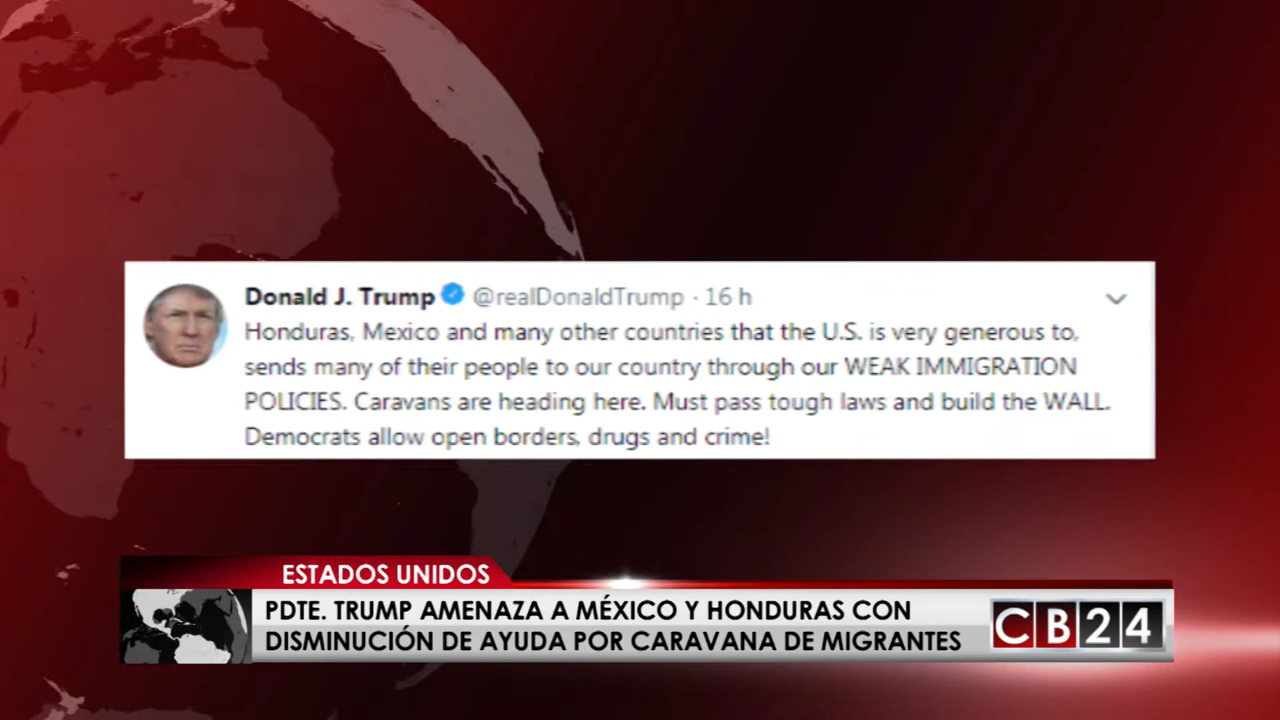 Donald J. Trump @realDonaldTrump · 16 h
Honduras, Mexico and many other countries that the U.S. is very generous to,
sends many of their people to our country through our WEAK IMMIGRATION
POLICIES. Caravans are heading here. Must pass tough laws and build the WALL.
Democrats allow open borders, drugs and crime!
ESTADOS UNIDOS
PDTE. TRUMP AMENAZA A MÉXICO Y HONDURAS CON
DISMINUCIÓN DE AYUDA POR CARAVANA DE MIGRANTES
CB24